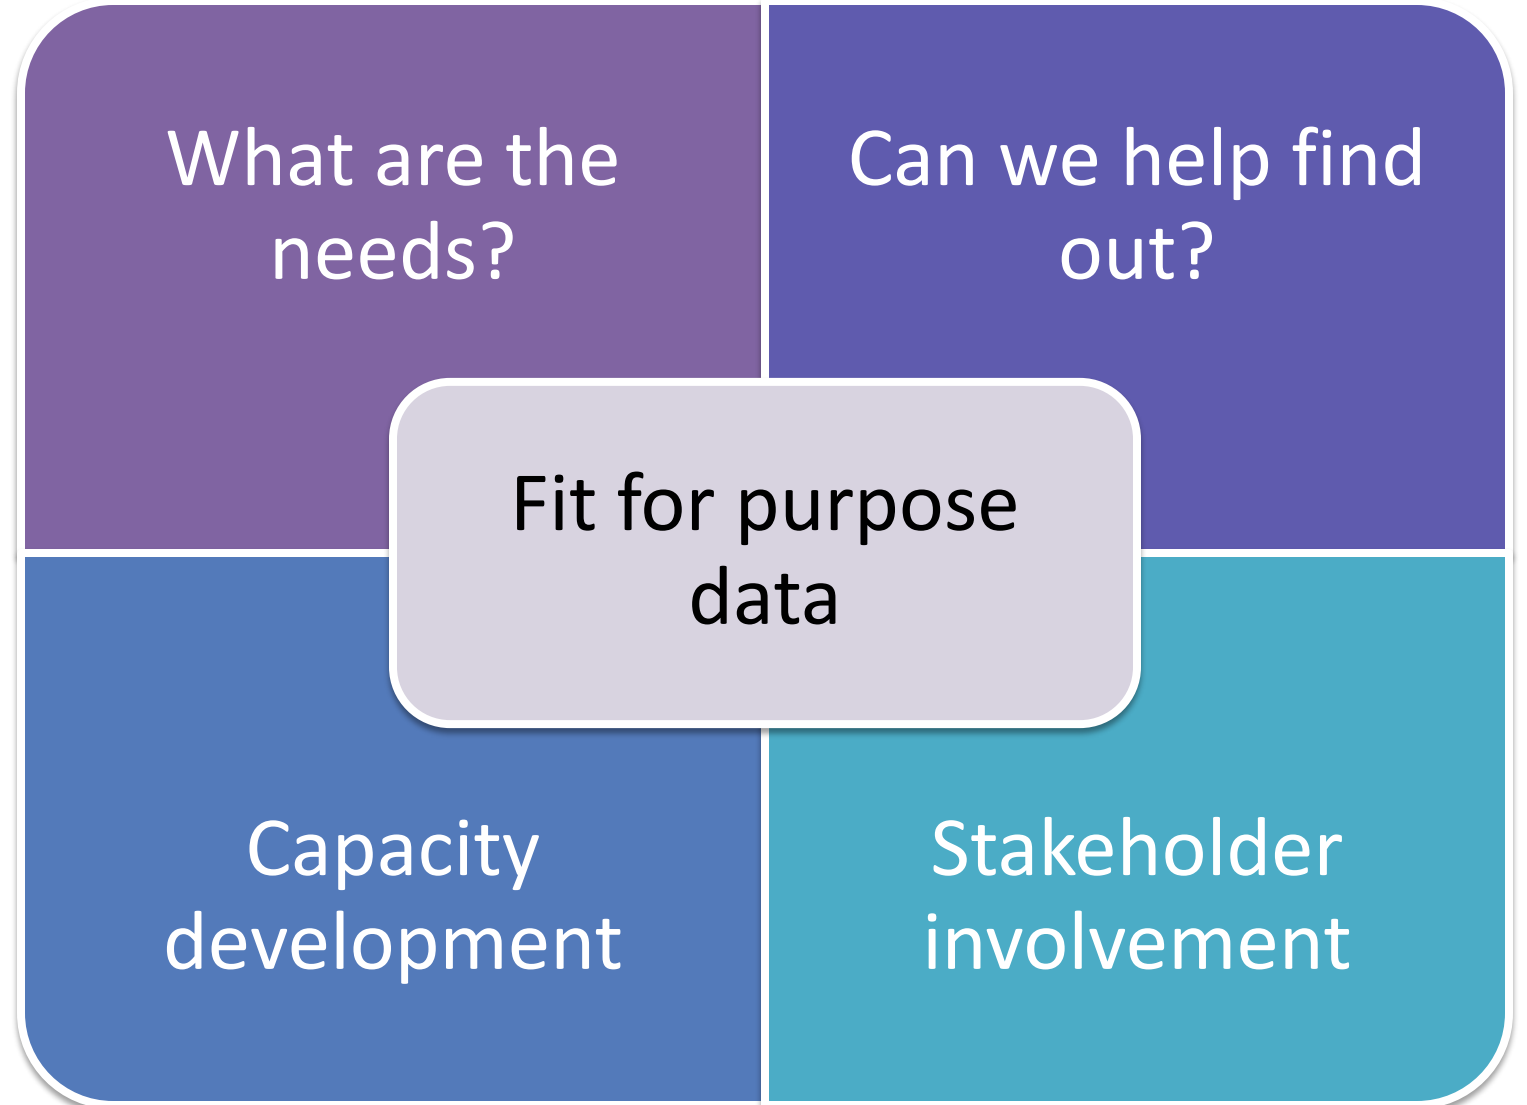 What are the
needs?
Can we help find
out?
Fit for purpose
data
Capacity
development
Stakeholder
involvement